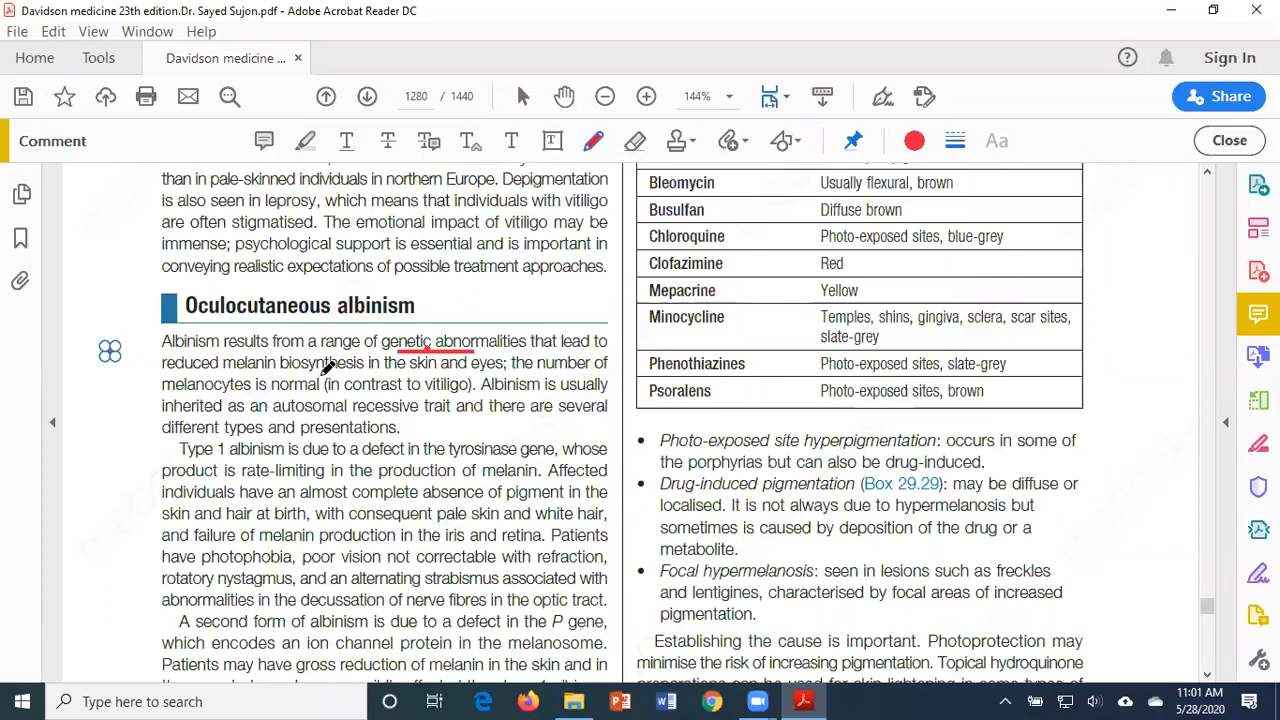 Davidson medicine 23th edition.Dr. Sayed Sujon.pdf - Adobe Acrobat Reader DC
File Edit View Window Help
Home Tools Davidson medicine ... × Sign In
1280 / 1440 144% Share
Comment Close
than in pale-skinned individuals in northern Europe. Depigmentation
is also seen in leprosy, which means that individuals with vitiligo
are often stigmatised. The emotional impact of vitiligo may be
immense; psychological support is essential and is important in
conveying realistic expectations of possible treatment approaches.
Oculocutaneous albinism
Albinism results from a range of genetic abnormalities that lead to
reduced melanin biosynthesis in the skin and eyes; the number of
melanocytes is normal (in contrast to vitiligo). Albinism is usually
inherited as an autosomal recessive trait and there are several
different types and presentations.
Type 1 albinism is due to a defect in the tyrosinase gene, whose
product is rate-limiting in the production of melanin. Affected
individuals have an almost complete absence of pigment in the
skin and hair at birth, with consequent pale skin and white hair,
and failure of melanin production in the iris and retina. Patients
have photophobia, poor vision not correctable with refraction,
rotatory nystagmus, and an alternating strabismus associated with
abnormalities in the decussation of nerve fibres in the optic tract.
A second form of albinism is due to a defect in the P gene,
which encodes an ion channel protein in the melanosome.
Patients may have gross reduction of melanin in the skin and in
Bleomycin Usually flexural, brown
Busulfan Diffuse brown
Chloroquine Photo-exposed sites, blue-grey
Clofazimine Red
Mepacrine Yellow
Minocycline Temples, shins, gingiva, sclera, scar sites,
slate-grey
Phenothiazines Photo-exposed sites, slate-grey
Psoralens Photo-exposed sites, brown
• Photo-exposed site hyperpigmentation: occurs in some of
the porphyrias but can also be drug-induced.
• Drug-induced pigmentation (Box 29.29): may be diffuse or
localised. It is not always due to hypermelanosis but
sometimes is caused by deposition of the drug or a
metabolite.
• Focal hypermelanosis: seen in lesions such as freckles
and lentigines, characterised by focal areas of increased
pigmentation.
Establishing the cause is important. Photoprotection may
minimise the risk of increasing pigmentation. Topical hydroquinone
Type here to search
11:01 AM
5/28/2020